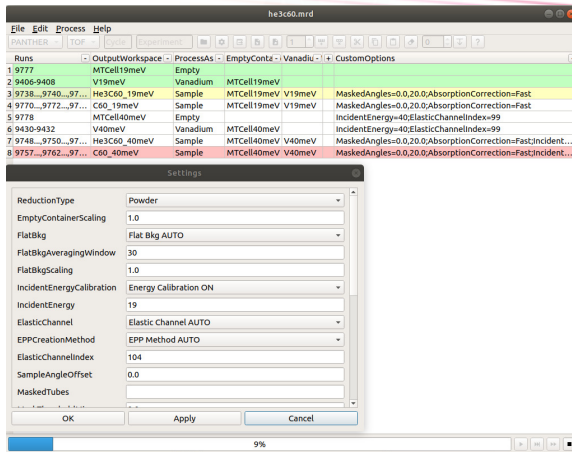 he3c60.mrd
File Edit Process Help
PANTHER TOF Cycle Experiment 1 0 ?
Runs OutputWorkspace ProcessAs EmptyConta Vanadiu + CustomOptions
1 9777 MTCell19meV Empty
2 9406-9408 V19meV Vanadium MTCell19meV
3 9738...,9740...,97... He3C60_19meV Sample MTCell19meV V19meV MaskedAngles=0.0,20.0;AbsorptionCorrection=Fast
4 9770...,9772...,97... C60_19meV Sample MTCell19meV V19meV MaskedAngles=0.0,20.0;AbsorptionCorrection=Fast
5 9778 MTCell40meV Empty IncidentEnergy=40;ElasticChannelIndex=99
6 9430-9432 V40meV Vanadium MTCell40meV IncidentEnergy=40;ElasticChannelIndex=99
7 9748...,9750...,97... He3C60_40meV Sample MTCell40meV V40meV MaskedAngles=0.0,20.0;AbsorptionCorrection=Fast;Incident...
8 9757...,9762...,97... C60_40meV Sample MTCell40meV V40meV MaskedAngles=0.0,20.0;AbsorptionCorrection=Fast;Incident...
Settings
ReductionType Powder
EmptyContainerScaling 1.0
FlatBkg Flat Bkg AUTO
FlatBkgAveragingWindow 30
FlatBkgScaling 1.0
IncidentEnergyCalibration Energy Calibration ON
IncidentEnergy 19
ElasticChannel Elastic Channel AUTO
EPPCreationMethod EPP Method AUTO
ElasticChannelIndex 104
SampleAngleOffset 0.0
MaskedTubes
OK Apply Cancel
9%